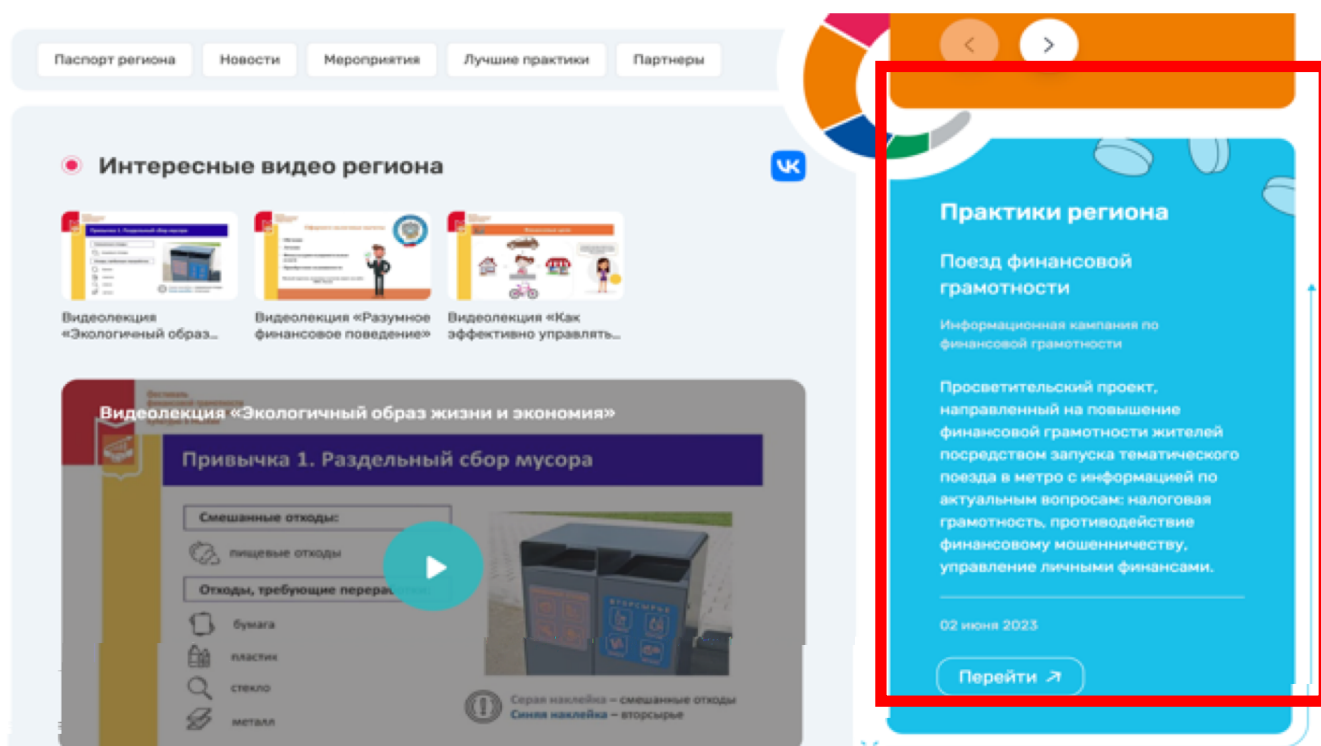 Паспорт региона
Новости
Мероприятия
Лучшие практики
Партнеры
Интересные видео региона
Видеолекция
«Экологичный образ...
Видеолекция «Разумное
финансовое поведение»
Видеолекция «Как
эффективно управлять...
Видеолекция «Экологичный образ жизни и экономия»
Привычка 1. Раздельный сбор мусора
Смешанные отходы:
пищевые отходы
Отходы, требующие
бумага
пластик
стекло
металл
ВТОРСЫРЬЕ
Серая наклейка – смешанные отходы
Синяя наклейка – вторсырье
Практики региона
Поезд финансовой
грамотности
Информационная кампания по
финансовой грамотности
Просветительский проект,
направленный на повышение
финансовой грамотности жителей
посредством запуска тематического
поезда в метро с информацией по
актуальным вопросам: налоговая
грамотность, противодействие
финансовому мошенничеству,
управление личными финансами.
02 июня 2023
Перейти